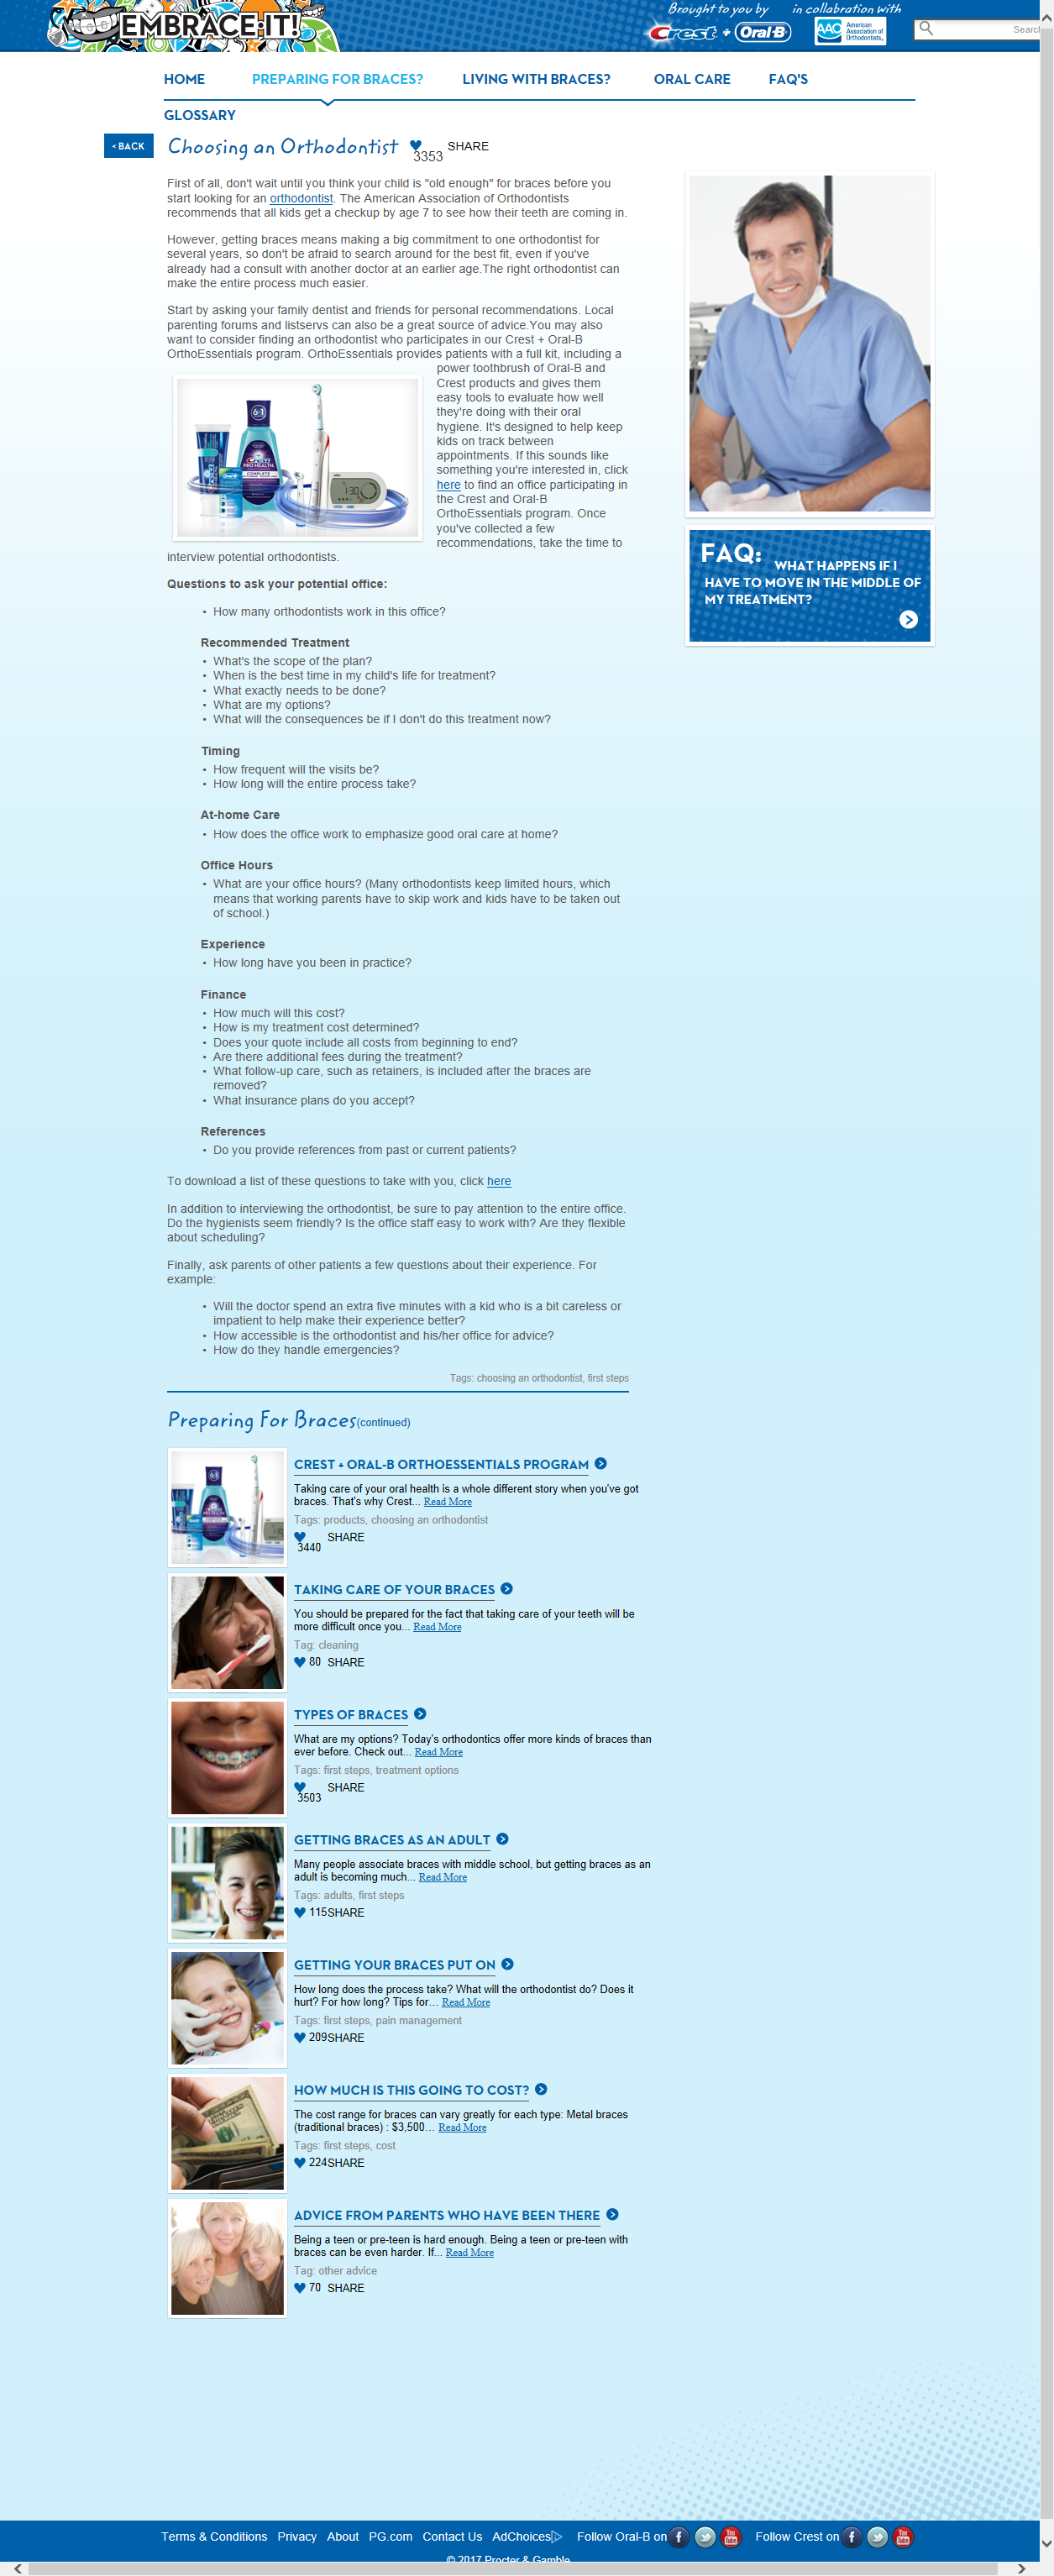 EMBRACE IT!
Brought to you by
in collabration with
Crest + Oral-B
AAO American Association of Orthodontists
Searc
HOME PREPARING FOR BRACES? LIVING WITH BRACES? ORAL CARE FAQ'S
GLOSSARY
< BACK
Choosing an Orthodontist 3353 SHARE
First of all, don't wait until you think your child is "old enough" for braces before you
start looking for an orthodontist. The American Association of Orthodontists
recommends that all kids get a checkup by age 7 to see how their teeth are coming in.
However, getting braces means making a big commitment to one orthodontist for
several years, so don't be afraid to search around for the best fit, even if you've
already had a consult with another doctor at an earlier age.The right orthodontist can
make the entire process much easier.
Start by asking your family dentist and friends for personal recommendations. Local
parenting forums and listservs can also be a great source of advice.You may also
want to consider finding an orthodontist who participates in our Crest + Oral-B
OrthoEssentials program. OrthoEssentials provides patients with a full kit, including a
power toothbrush of Oral-B and
Crest products and gives them
easy tools to evaluate how well
they're doing with their oral
hygiene. It's designed to help keep
kids on track between
appointments. If this sounds like
something you're interested in, click
here to find an office participating in
the Crest and Oral-B
OrthoEssentials program. Once
you've collected a few
recommendations, take the time to
interview potential orthodontists.
Questions to ask your potential office:
• How many orthodontists work in this office?
Recommended Treatment
• What's the scope of the plan?
• When is the best time in my child's life for treatment?
• What exactly needs to be done?
• What are my options?
• What will the consequences be if I don't do this treatment now?
Timing
• How frequent will the visits be?
• How long will the entire process take?
At-home Care
• How does the office work to emphasize good oral care at home?
Office Hours
• What are your office hours? (Many orthodontists keep limited hours, which
means that working parents have to skip work and kids have to be taken out
of school.)
Experience
• How long have you been in practice?
Finance
• How much will this cost?
• How is my treatment cost determined?
• Does your quote include all costs from beginning to end?
• Are there additional fees during the treatment?
• What follow-up care, such as retainers, is included after the braces are
removed?
• What insurance plans do you accept?
References
• Do you provide references from past or current patients?
To download a list of these questions to take with you, click here
In addition to interviewing the orthodontist, be sure to pay attention to the entire office.
Do the hygienists seem friendly? Is the office staff easy to work with? Are they flexible
about scheduling?
Finally, ask parents of other patients a few questions about their experience. For
example:
• Will the doctor spend an extra five minutes with a kid who is a bit careless or
impatient to help make their experience better?
• How accessible is the orthodontist and his/her office for advice?
• How do they handle emergencies?
Tags: choosing an orthodontist, first steps
FAQ: WHAT HAPPENS IF I
HAVE TO MOVE IN THE MIDDLE OF
MY TREATMENT?
Preparing For Braces(continued)
CREST + ORAL-B ORTHOESSENTIALS PROGRAM
Taking care of your oral health is a whole different story when you've got
braces. That's why Crest... Read More
Tags: products, choosing an orthodontist
3440 SHARE
TAKING CARE OF YOUR BRACES
You should be prepared for the fact that taking care of your teeth will be
more difficult once you... Read More
Tag: cleaning
80 SHARE
TYPES OF BRACES
What are my options? Today's orthodontics offer more kinds of braces than
ever before. Check out... Read More
Tags: first steps, treatment options
3503 SHARE
GETTING BRACES AS AN ADULT
Many people associate braces with middle school, but getting braces as an
adult is becoming much... Read More
Tags: adults, first steps
115 SHARE
GETTING YOUR BRACES PUT ON
How long does the process take? What will the orthodontist do? Does it
hurt? For how long? Tips for... Read More
Tags: first steps, pain management
209 SHARE
HOW MUCH IS THIS GOING TO COST?
The cost range for braces can vary greatly for each type: Metal braces
(traditional braces) : $3,500... Read More
Tags: first steps, cost
224 SHARE
ADVICE FROM PARENTS WHO HAVE BEEN THERE
Being a teen or pre-teen is hard enough. Being a teen or pre-teen with
braces can be even harder. If... Read More
Tag: other advice
70 SHARE
Terms & Conditions Privacy About PG.com Contact Us AdChoices Follow Oral-B on Follow Crest on
© 2017 Procter & Gamble